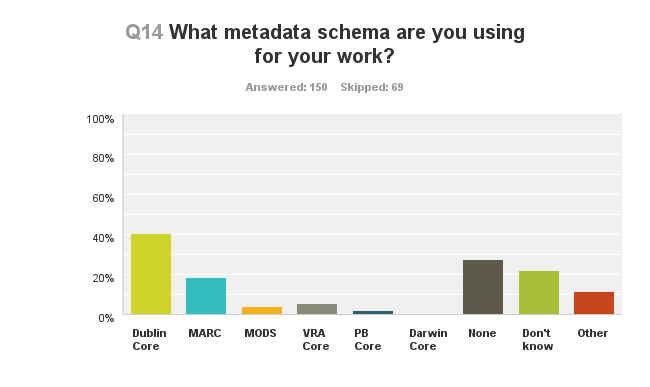 Q14 What metadata schema are you using
for your work?
Answered: 150 Skipped: 69
100%
80%
60%
40%
20%
0%
Dublin
Core
MARC
MODS
VRA
Core
PB
Core
Darwin
Core
None
Don't
know
Other